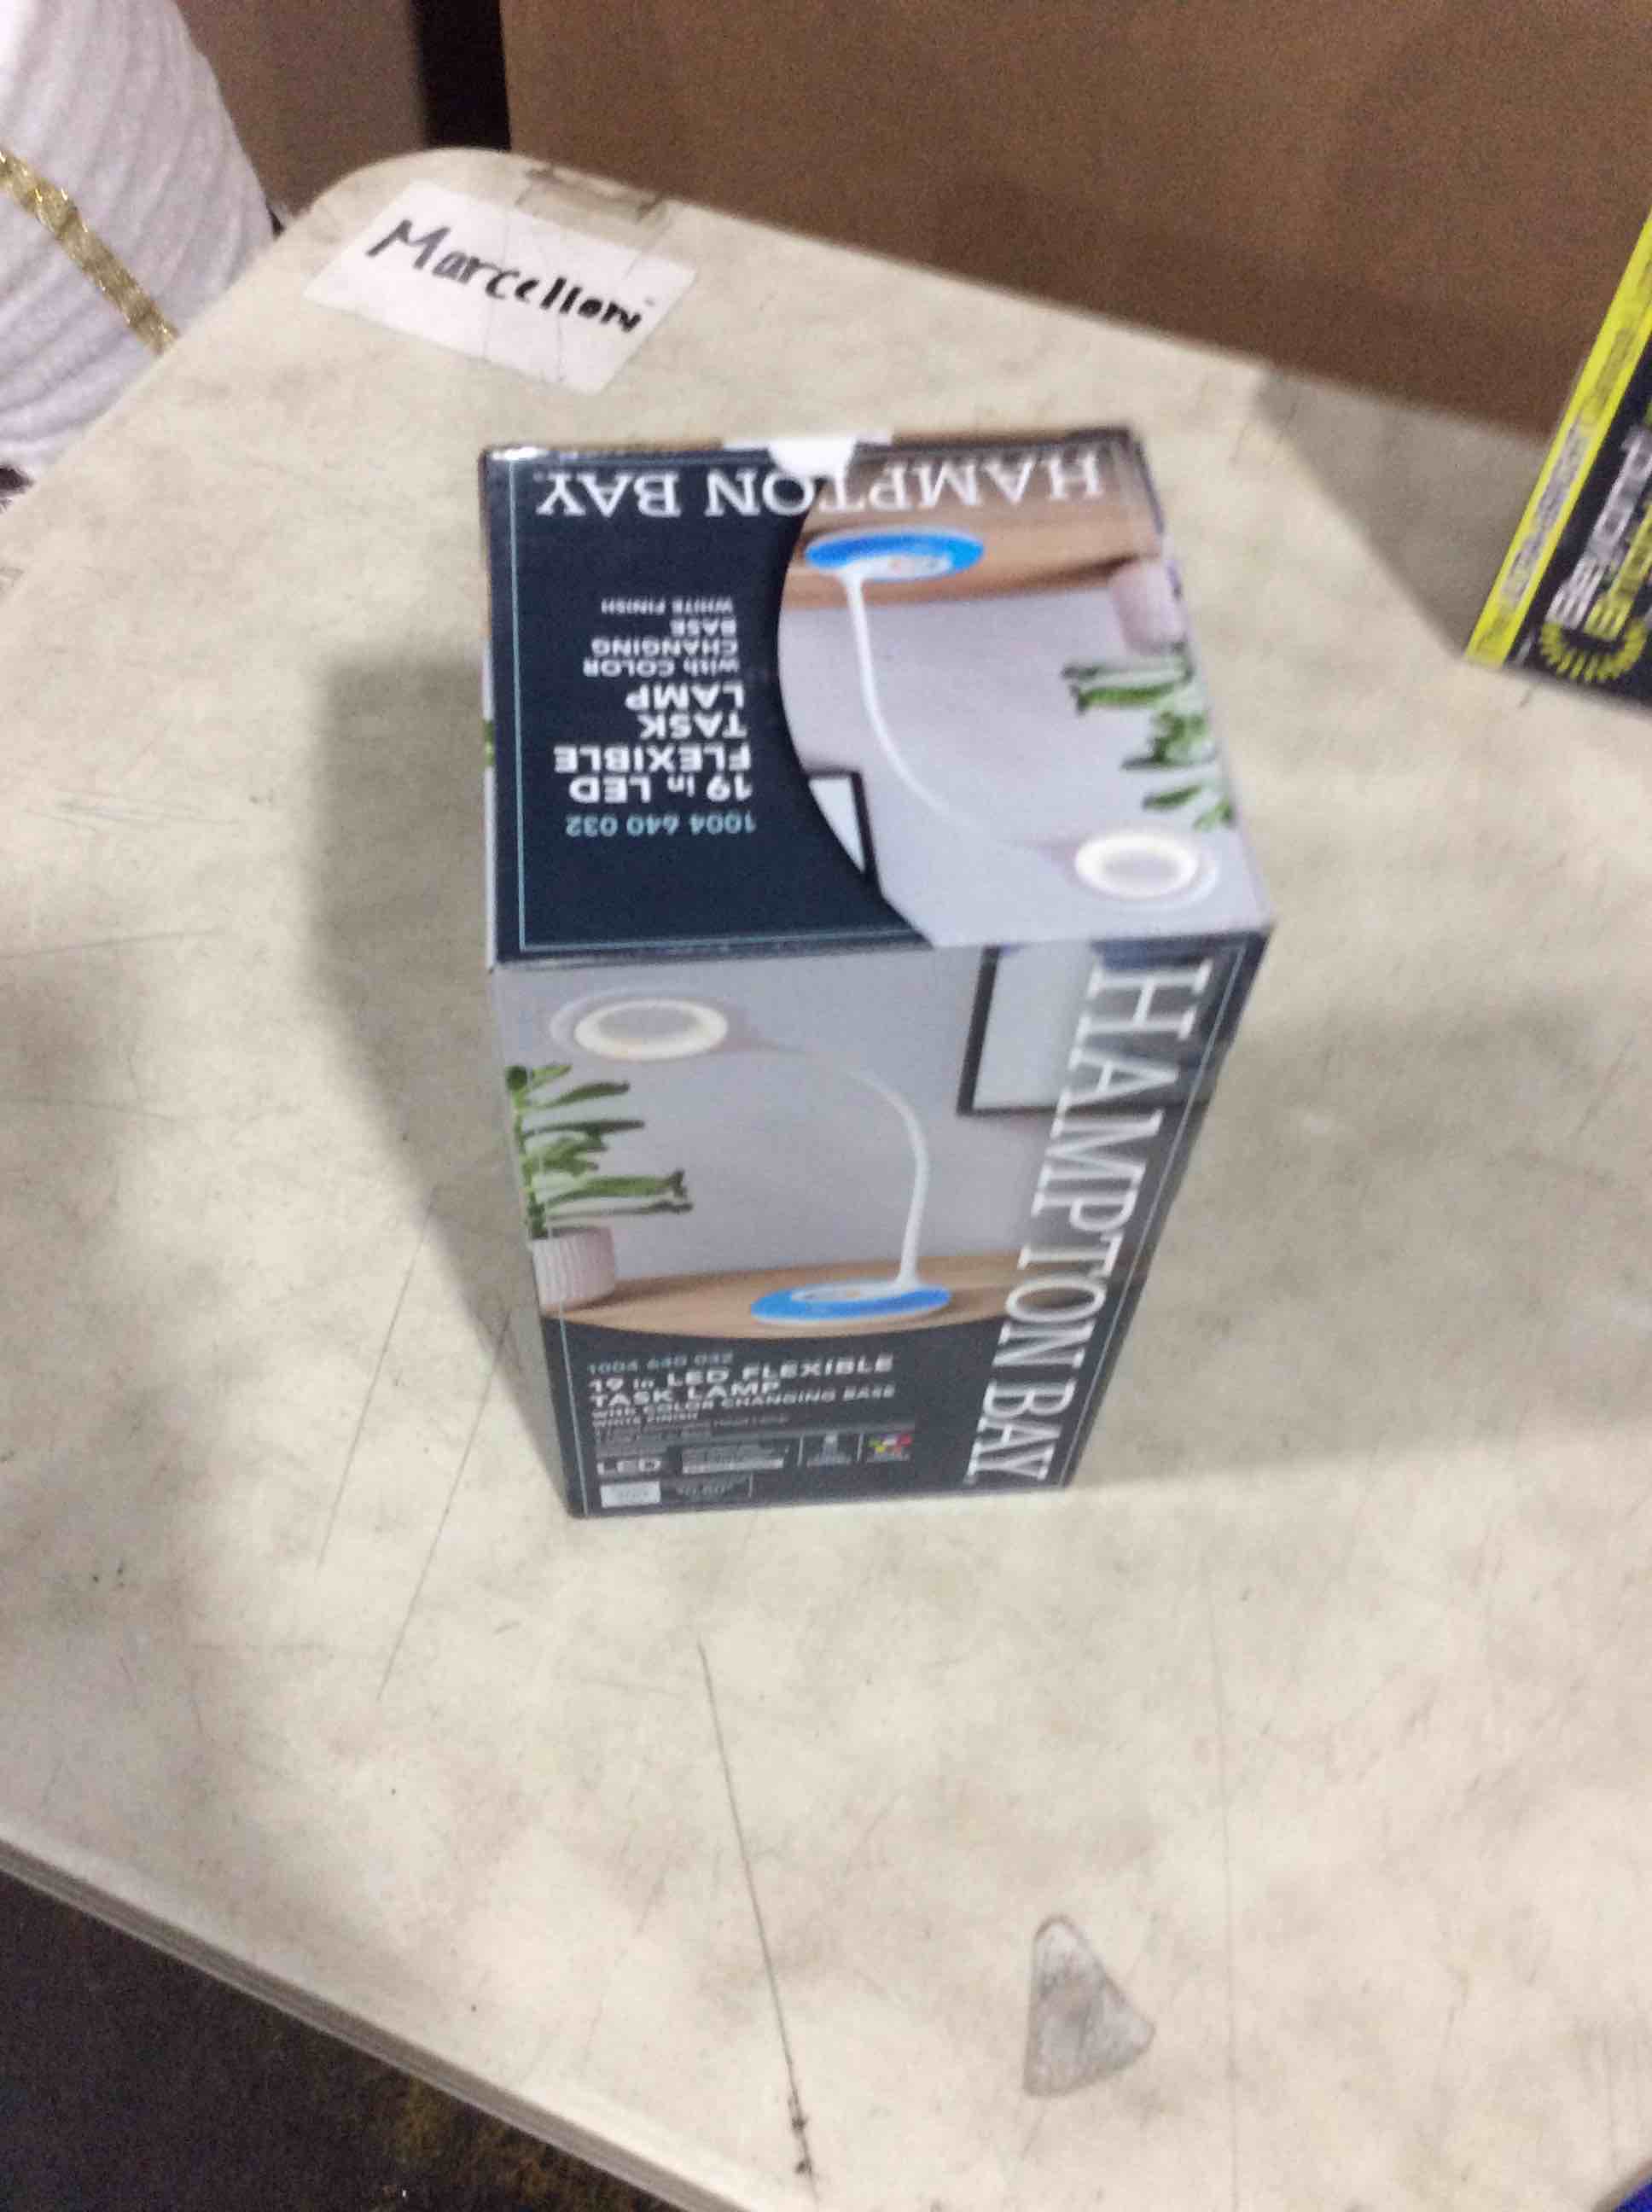 Marcelloni
HAMPTON BAY
1004 640 032
19 in LED
FLEXIBLE
TASK
LAMP
with COLOR
CHANGING
BASE
WHITE FINISH
HAMPTON BAY
1004 640 032
19 in LED FLEXIBLE
TASK LAMP
with COLOR CHANGING BASE
WHITE FINISH
LED